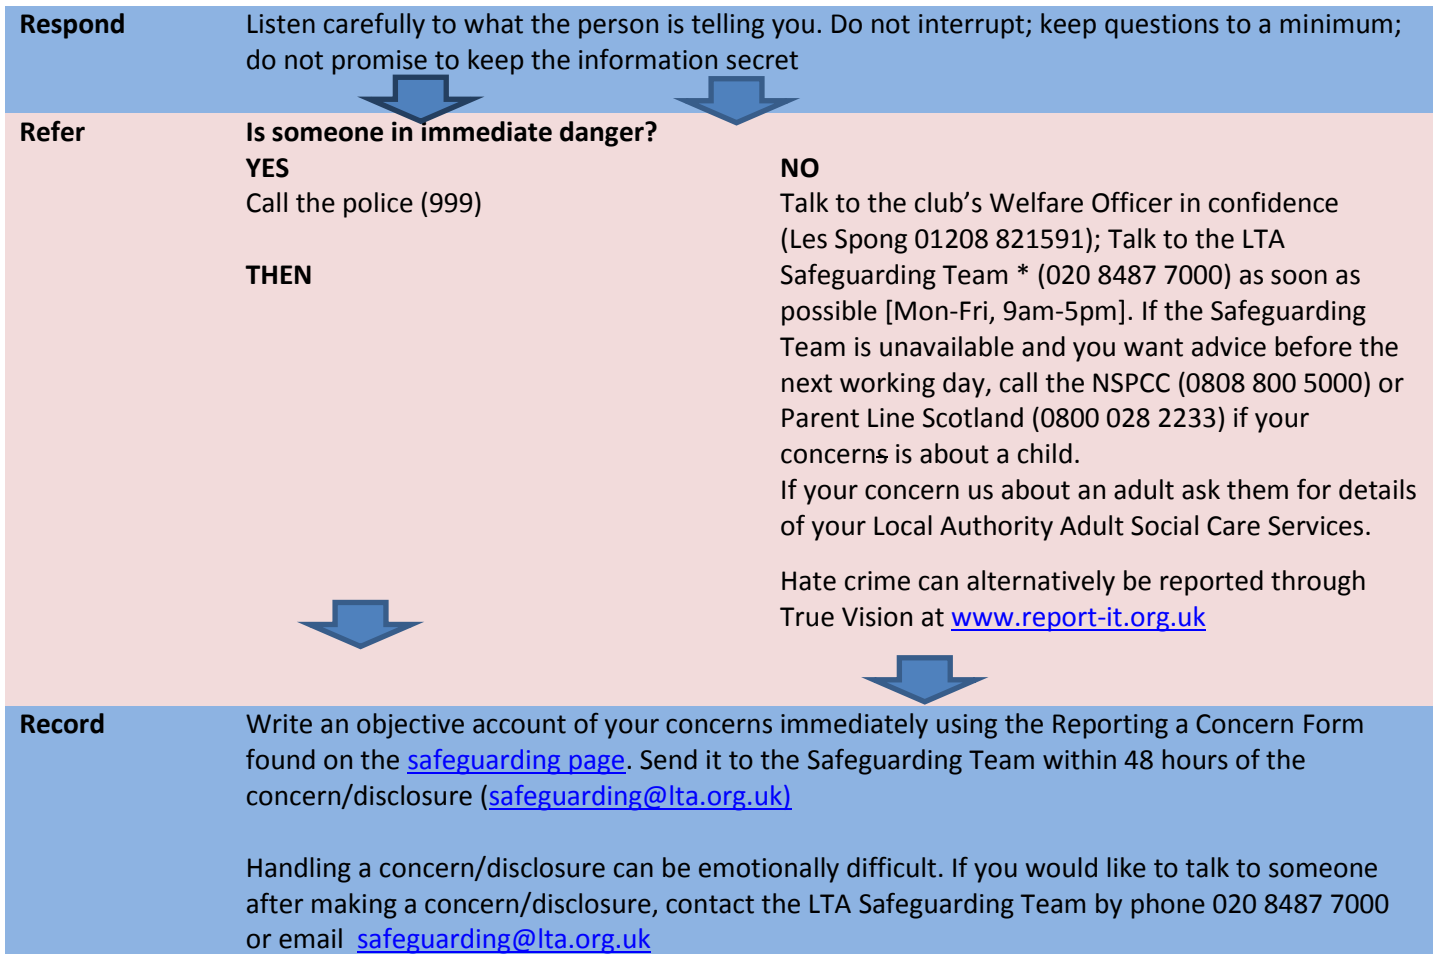 Respond
Listen carefully to what the person is telling you. Do not interrupt; keep questions to a minimum;
do not promise to keep the information secret
Refer
Is someone in immediate danger?
YES
Call the police (999)
THEN
NO
Talk to the club’s Welfare Officer in confidence
(Les Spong 01208 821591); Talk to the LTA
Safeguarding Team * (020 8487 7000) as soon as
possible [Mon-Fri, 9am-5pm]. If the Safeguarding
Team is unavailable and you want advice before the
next working day, call the NSPCC (0808 800 5000) or
Parent Line Scotland (0800 028 2233) if your
concerns is about a child.
If your concern us about an adult ask them for details
of your Local Authority Adult Social Care Services.
Hate crime can alternatively be reported through
True Vision at www.report-it.org.uk
Record
Write an objective account of your concerns immediately using the Reporting a Concern Form
found on the safeguarding page. Send it to the Safeguarding Team within 48 hours of the
concern/disclosure (safeguarding@lta.org.uk)
Handling a concern/disclosure can be emotionally difficult. If you would like to talk to someone
after making a concern/disclosure, contact the LTA Safeguarding Team by phone 020 8487 7000
or email safeguarding@lta.org.uk